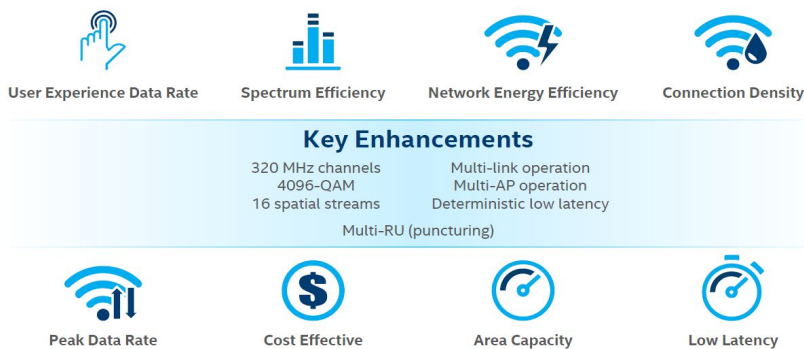 User Experience Data Rate
Spectrum Efficiency
Network Energy Efficiency
Connection Density
Key Enhancements
320 MHz channels
4096-QAM
16 spatial streams
Multi-link operation
Multi-AP operation
Deterministic low latency
Multi-RU (puncturing)
$
Peak Data Rate
Cost Effective
Area Capacity
Low Latency